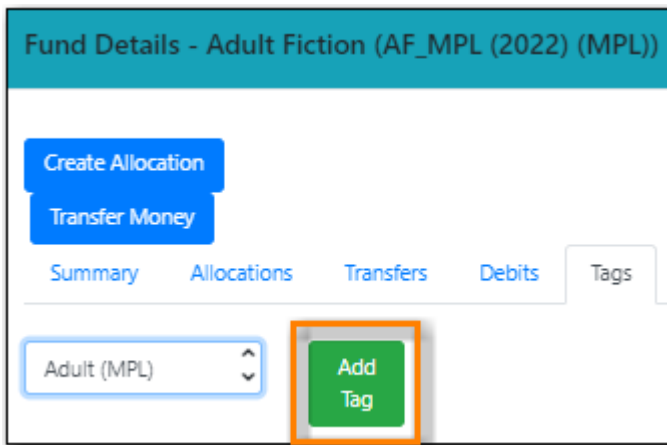 Fund Details - Adult Fiction (AF_MPL (2022) (MPL))
Create Allocation
Transfer Money
Summary Allocations Transfers Debits Tags
Adult (MPL)
Add
Tag